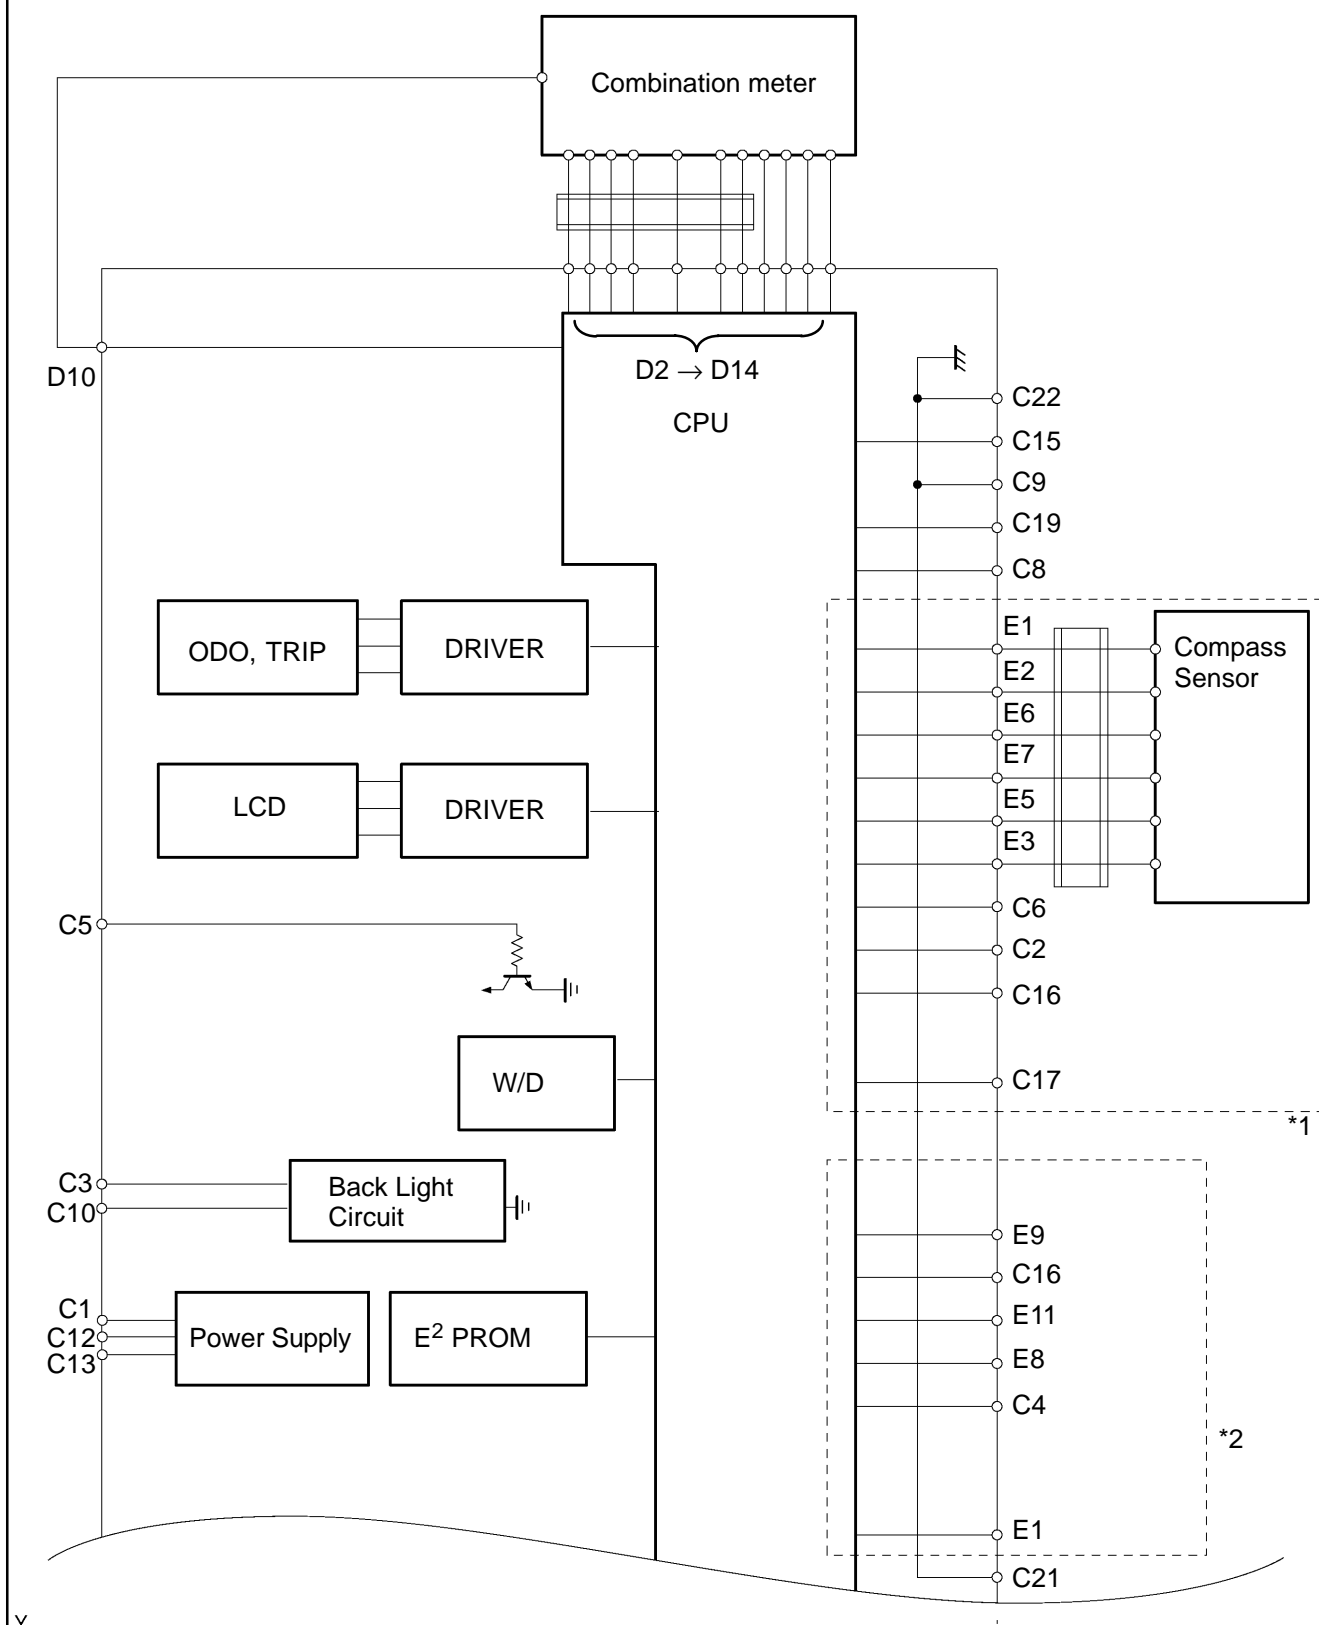 Combination meter
D10
D2 → D14
CPU
C22
C15
C9
C19
C8
E1
E2
E6
E7
E5
E3
Compass
Sensor
ODO, TRIP
DRIVER
LCD
DRIVER
C5
C6
C2
C16
W/D
C17
*1
C3
C10
Back Light
Circuit
E9
C16
E11
E8
C4
*2
C1
C12
C13
Power Supply
E2 PROM
E1
C21
Y